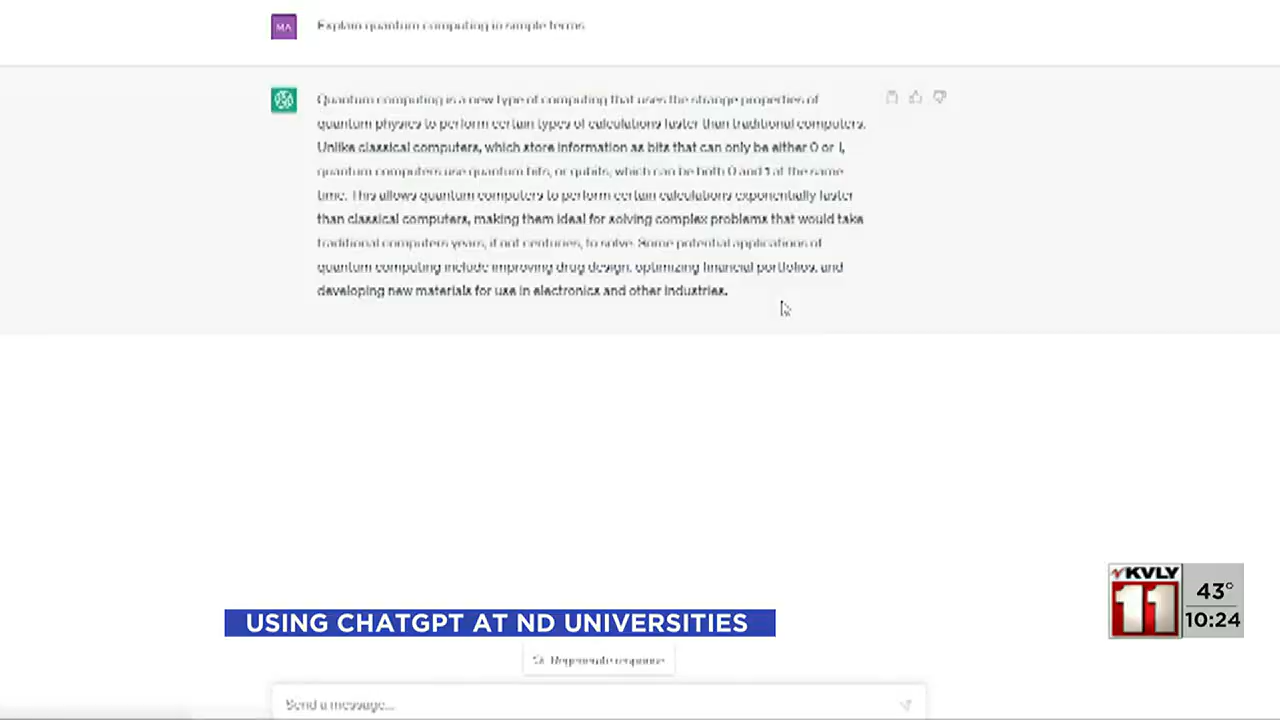 MA
Explain quantum computing in simple terms
Quantum computing is a new type of computing that uses the strange properties of
quantum physics to perform certain types of calculations faster than traditional computers.
Unlike classical computers, which store information as bits that can only be either 0 or 1,
quantum computers use quantum bits, or qubits, which can be both 0 and 1 at the same
time. This allows quantum computers to perform certain calculations exponentially faster
than classical computers, making them ideal for solving complex problems that would take
traditional computers years, if not centuries, to solve. Some potential applications of
quantum computing include improving drug design, optimizing financial portfolios, and
developing new materials for use in electronics and other industries.
KVLY
11
43°
10:24
USING CHATGPT AT ND UNIVERSITIES
Regenerate response
Send a message...